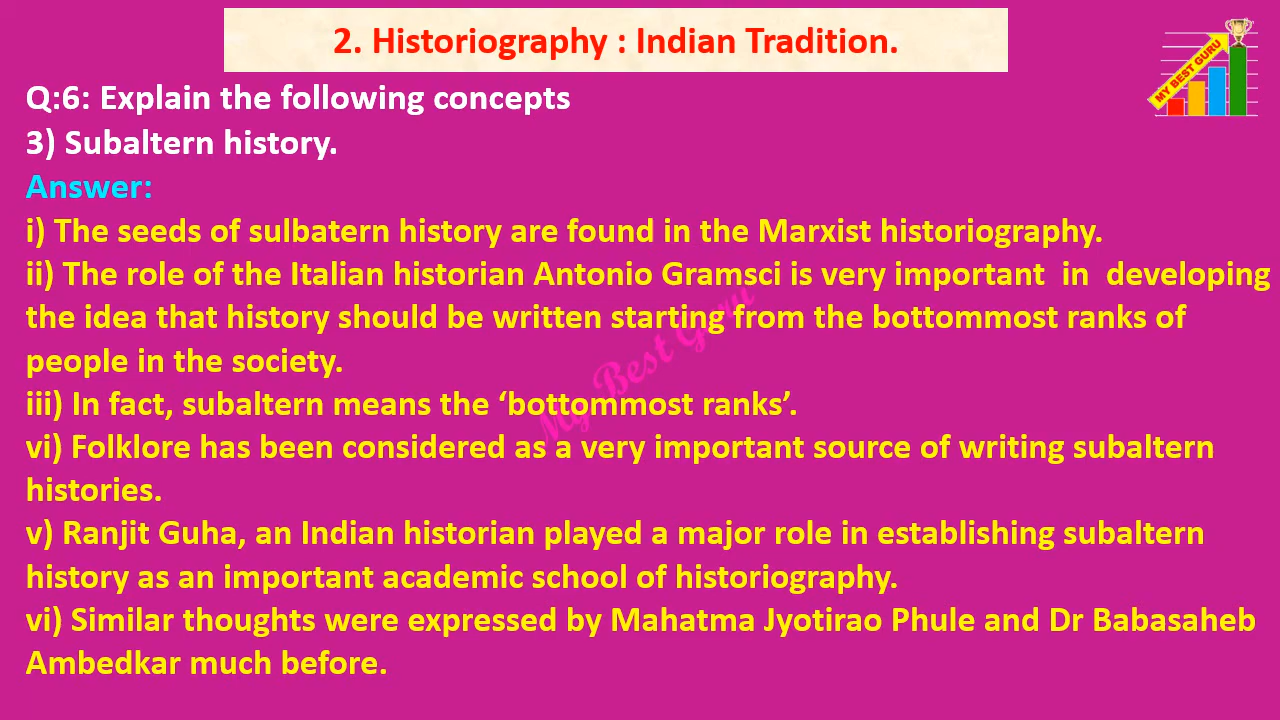 2. Historiography : Indian Tradition.
MY BEST GURU
Q:6: Explain the following concepts
3) Subaltern history.
Answer:
i) The seeds of sulbatern history are found in the Marxist historiography.
ii) The role of the Italian historian Antonio Gramsci is very important in developing
the idea that history should be written starting from the bottommost ranks of
people in the society.
iii) In fact, subaltern means the ‘bottommost ranks’.
vi) Folklore has been considered as a very important source of writing subaltern
histories.
v) Ranjit Guha, an Indian historian played a major role in establishing subaltern
history as an important academic school of historiography.
vi) Similar thoughts were expressed by Mahatma Jyotirao Phule and Dr Babasaheb
Ambedkar much before.
My Best Guru